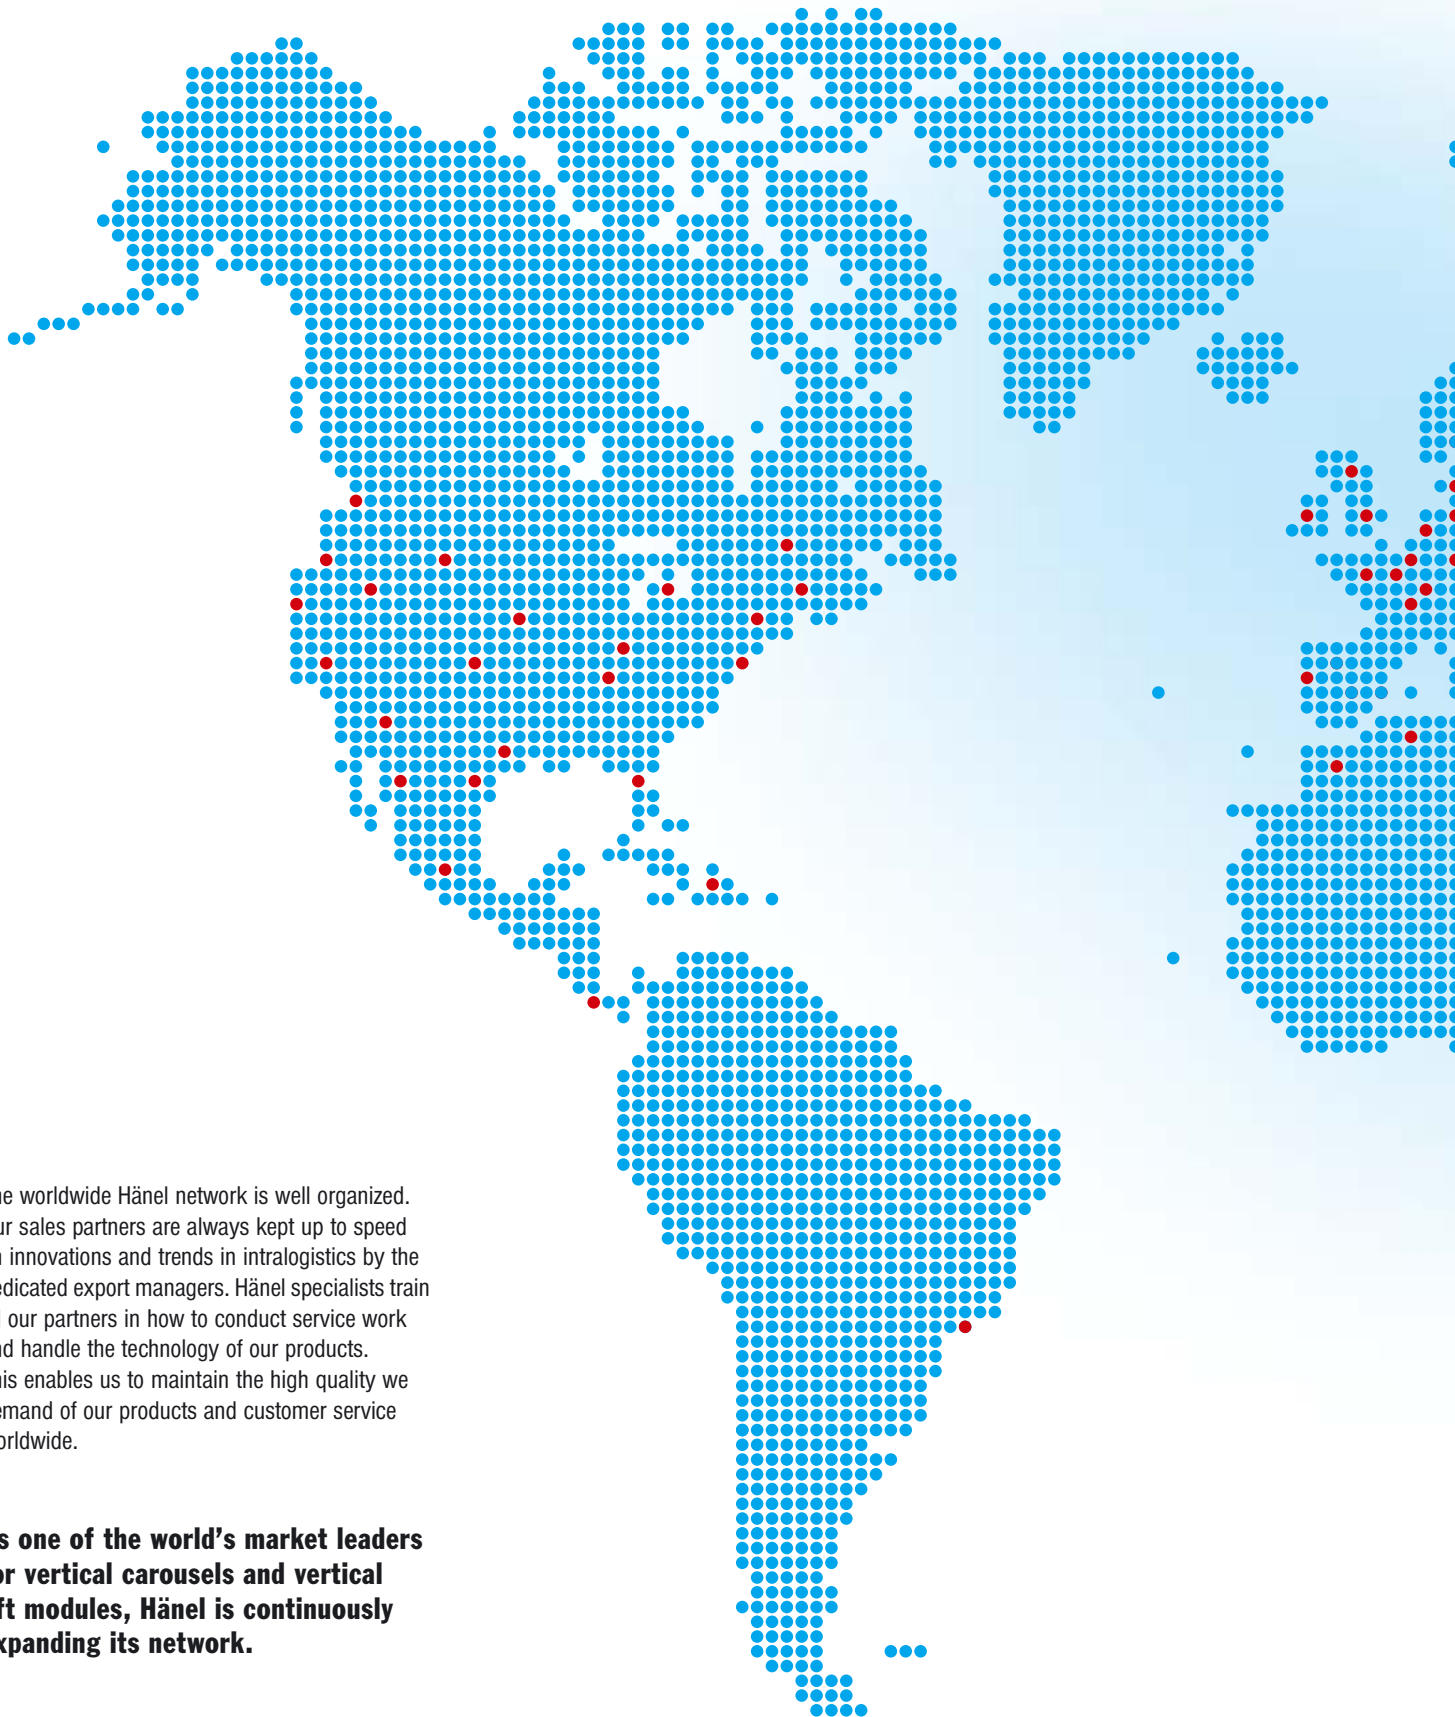 ne worldwide Hänel network is well organized.
ur sales partners are always kept up to speed
n innovations and trends in intralogistics by the
edicated export managers. Hänel specialists train
l our partners in how to conduct service work
nd handle the technology of our products.
his enables us to maintain the high quality we
emand of our products and customer service
orldwide.
s one of the world’s market leaders
or vertical carousels and vertical
ft modules, Hänel is continuously
xpanding its network.